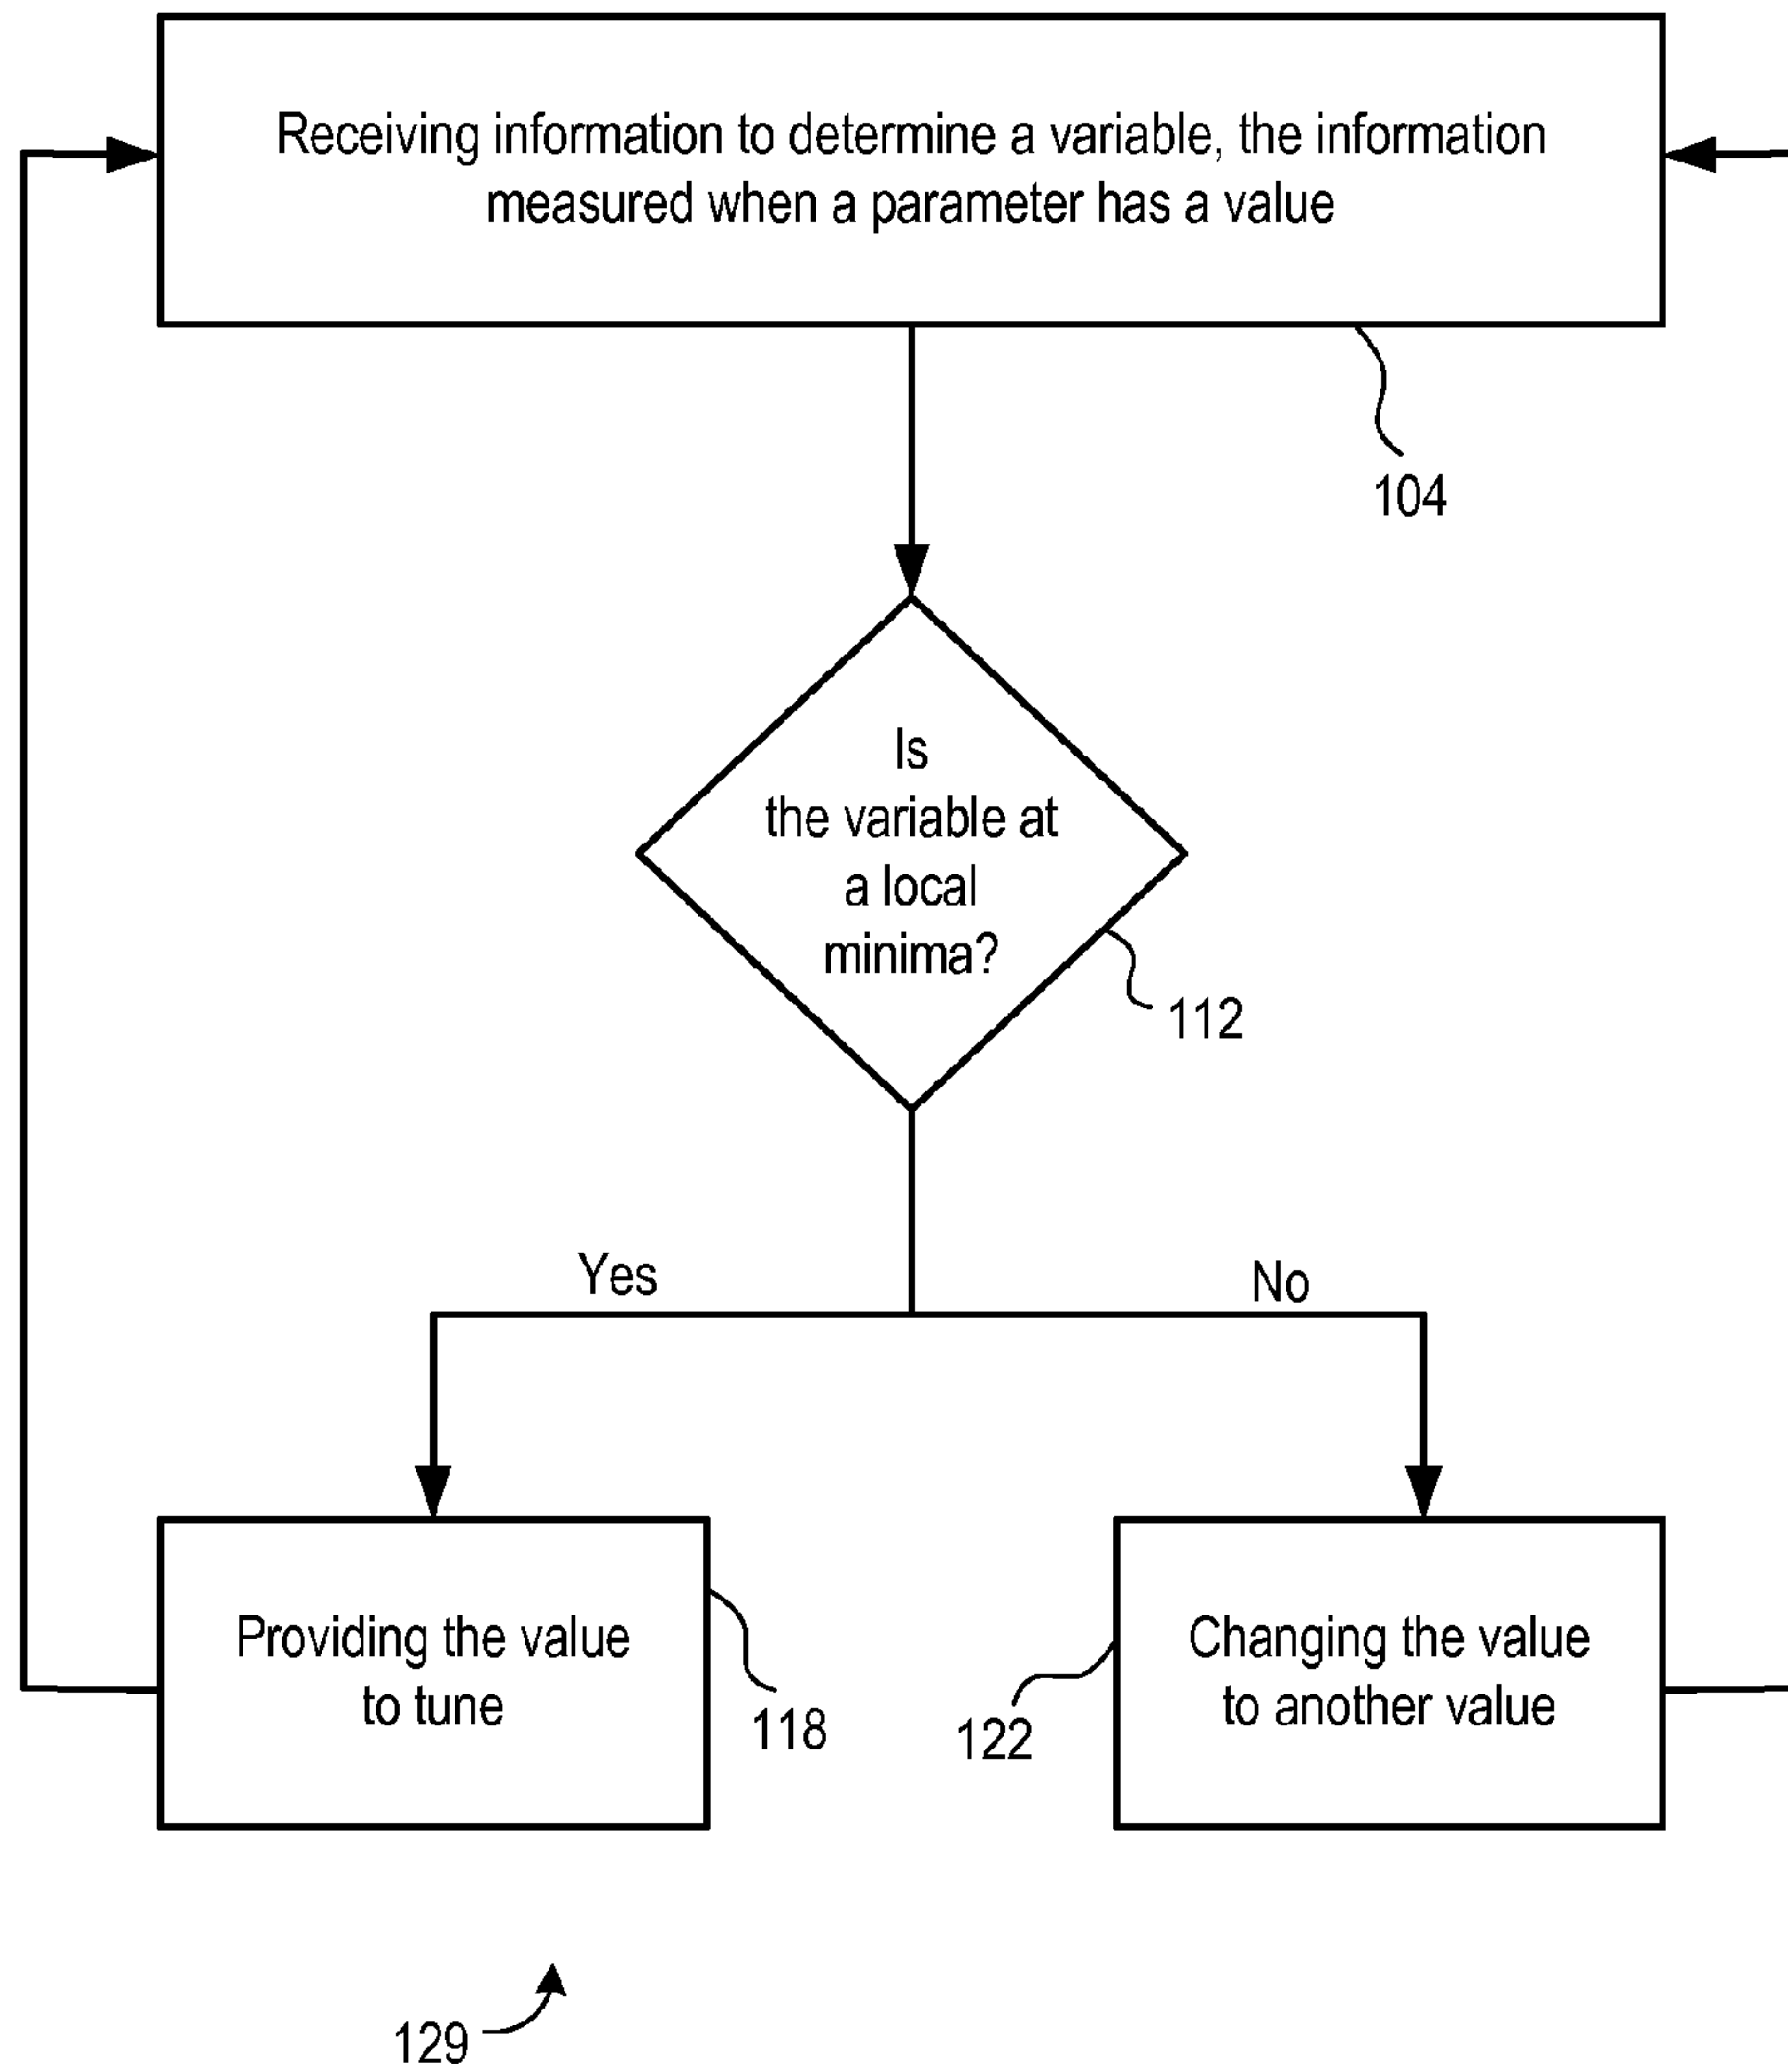 Receiving information to determine a variable, the information
measured when a parameter has a value
104
Is
the variable at
a local
minima?
112
Yes
No
Providing the value
to tune
118
Changing the value
to another value
122
129